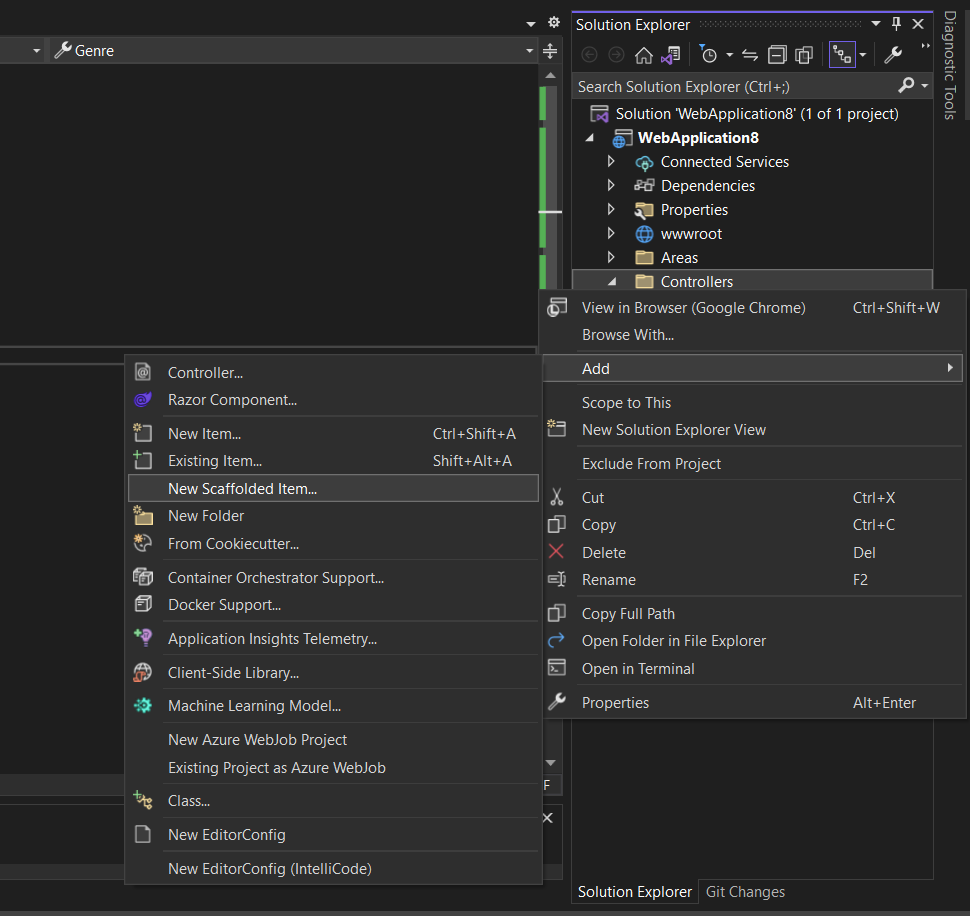 Genre
Solution Explorer
Search Solution Explorer (Ctrl+;)
Solution 'WebApplication8' (1 of 1 project)
WebApplication8
Connected Services
Dependencies
Properties
wwwroot
Areas
Controllers
Diagnostic Tools
View in Browser (Google Chrome) Ctrl+Shift+W
Browse With...
Add
Scope to This
New Solution Explorer View
Exclude From Project
Cut Ctrl+X
Copy Ctrl+C
Delete Del
Rename F2
Copy Full Path
Open Folder in File Explorer
Open in Terminal
Properties Alt+Enter
Controller...
Razor Component...
New Item... Ctrl+Shift+A
Existing Item... Shift+Alt+A
New Scaffolded Item...
New Folder
From Cookiecutter...
Container Orchestrator Support...
Docker Support...
Application Insights Telemetry...
Client-Side Library...
Machine Learning Model...
New Azure WebJob Project
Existing Project as Azure WebJob
Class...
New EditorConfig
New EditorConfig (IntelliCode)
F
Solution Explorer Git Changes